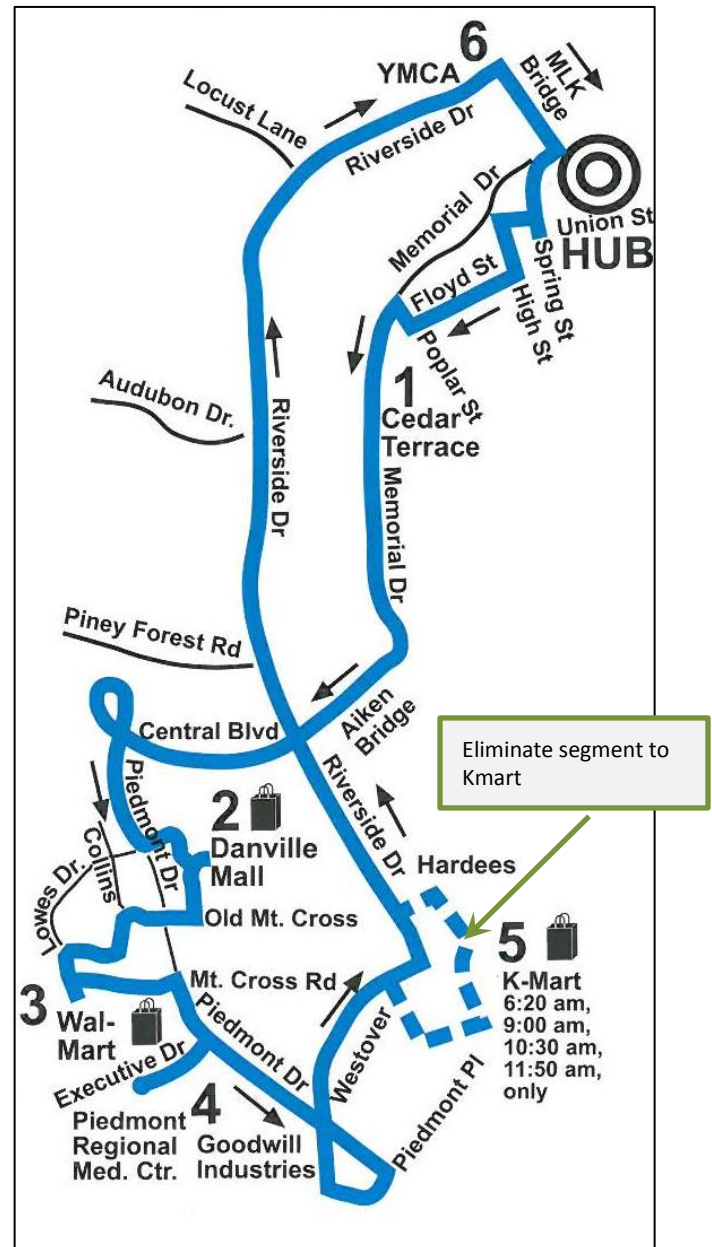 6
YMCA
MLK
Bridge
Locust Lane
Riverside Dr
Memorial Dr
Union St
HUB
Spring St
High St
Floyd St
Poplar St
1
Cedar
Terrace
Audubon Dr.
Riverside Dr
Memorial Dr
Piney Forest Rd
Aiken
Bridge
Central Blvd
Eliminate segment to
Kmart
Piedmont Dr
Riverside Dr
2
Danville
Mall
Collins
Lowes Dr.
Hardees
Old Mt. Cross
5
K-Mart
6:20 am,
9:00 am,
10:30 am,
11:50 am,
only
Mt. Cross Rd
3
Wal-
Mart
Piedmont Dr
Westover
Piedmont Pl
Executive Dr
Piedmont
Regional
Med. Ctr.
4
Goodwill
Industries